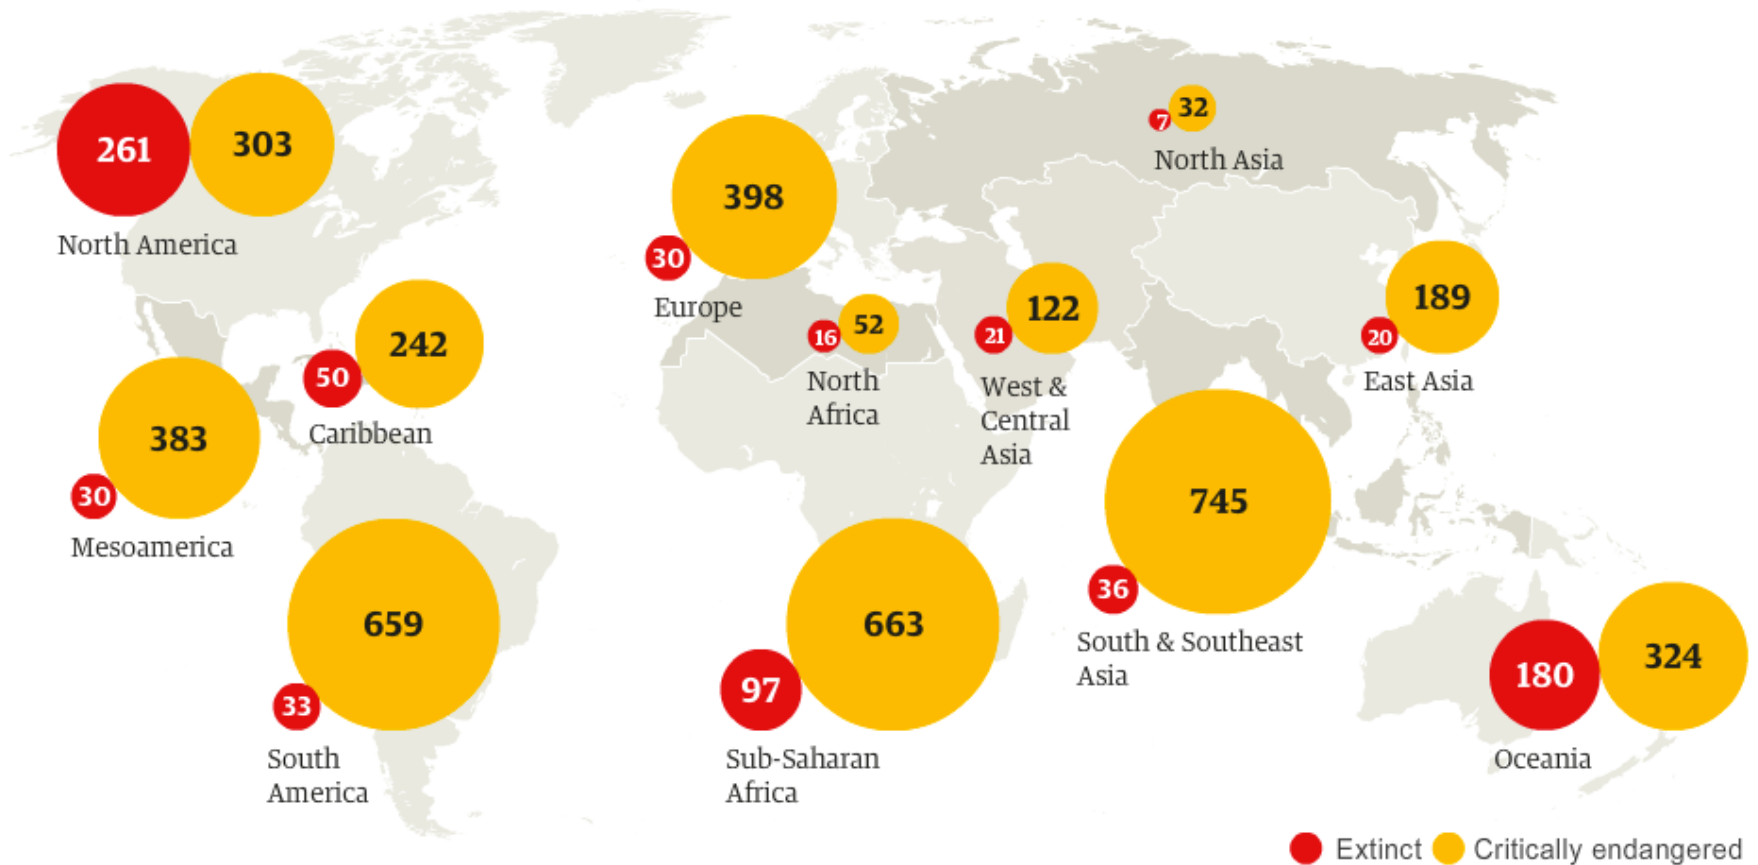 261
303
North America
398
30
Europe
7
32
North Asia
242
50
Caribbean
16
52
North
Africa
122
21
West &
Central
Asia
189
20
East Asia
383
30
Mesoamerica
659
33
South
America
663
97
Sub-Saharan
Africa
745
36
South & Southeast
Asia
180
324
Oceania
Extinct
Critically endangered